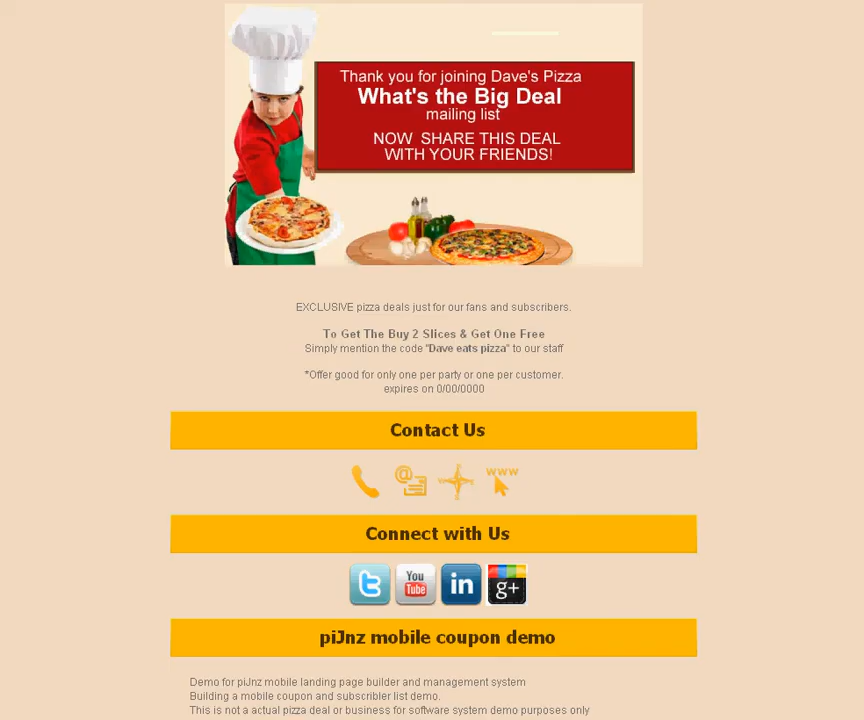 Thank you for joining Dave's Pizza
What's the Big Deal
mailing list
NOW SHARE THIS DEAL
WITH YOUR FRIENDS!
EXCLUSIVE pizza deals just for our fans and subscribers.
To Get The Buy 2 Slices & Get One Free
Simply mention the code "Dave eats pizza" to our staff
*Offer good for only one per party or one per customer.
expires on 0/00/0000
Contact Us
@
www
Connect with Us
t
You
Tube
in
g+
piJnz mobile coupon demo
Demo for piJnz mobile landing page builder and management system
Building a mobile coupon and subscribler list demo.
This is not a actual pizza deal or business for software system demo purposes only